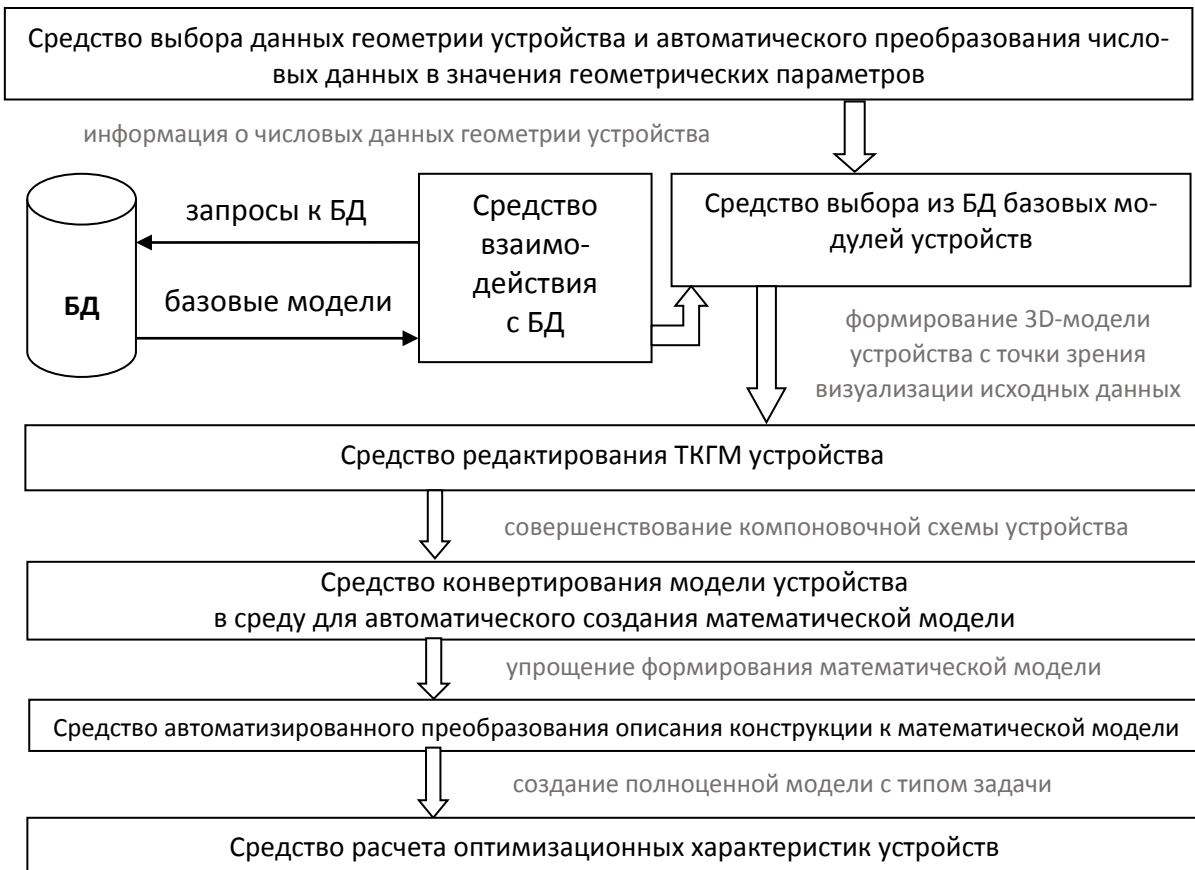 Средство выбора данных геометрии устройства и автоматического преобразования число-
вых данных в значения геометрических параметров
информация о числовых данных геометрии устройства
БД
запросы к БД
базовые модели
Средство
взаимо-
действия
с БД
Средство выбора из БД базовых мо-
дулей устройств
формирование 3D-модели
устройства с точки зрения
визуализации исходных данных
Средство редактирования ТКГМ устройства
совершенствование компоновочной схемы устройства
Средство конвертирования модели устройства
в среду для автоматического создания математической модели
упрощение формирования математической модели
Средство автоматизированного преобразования описания конструкции к математической модели
создание полноценной модели с типом задачи
Средство расчета оптимизационных характеристик устройств